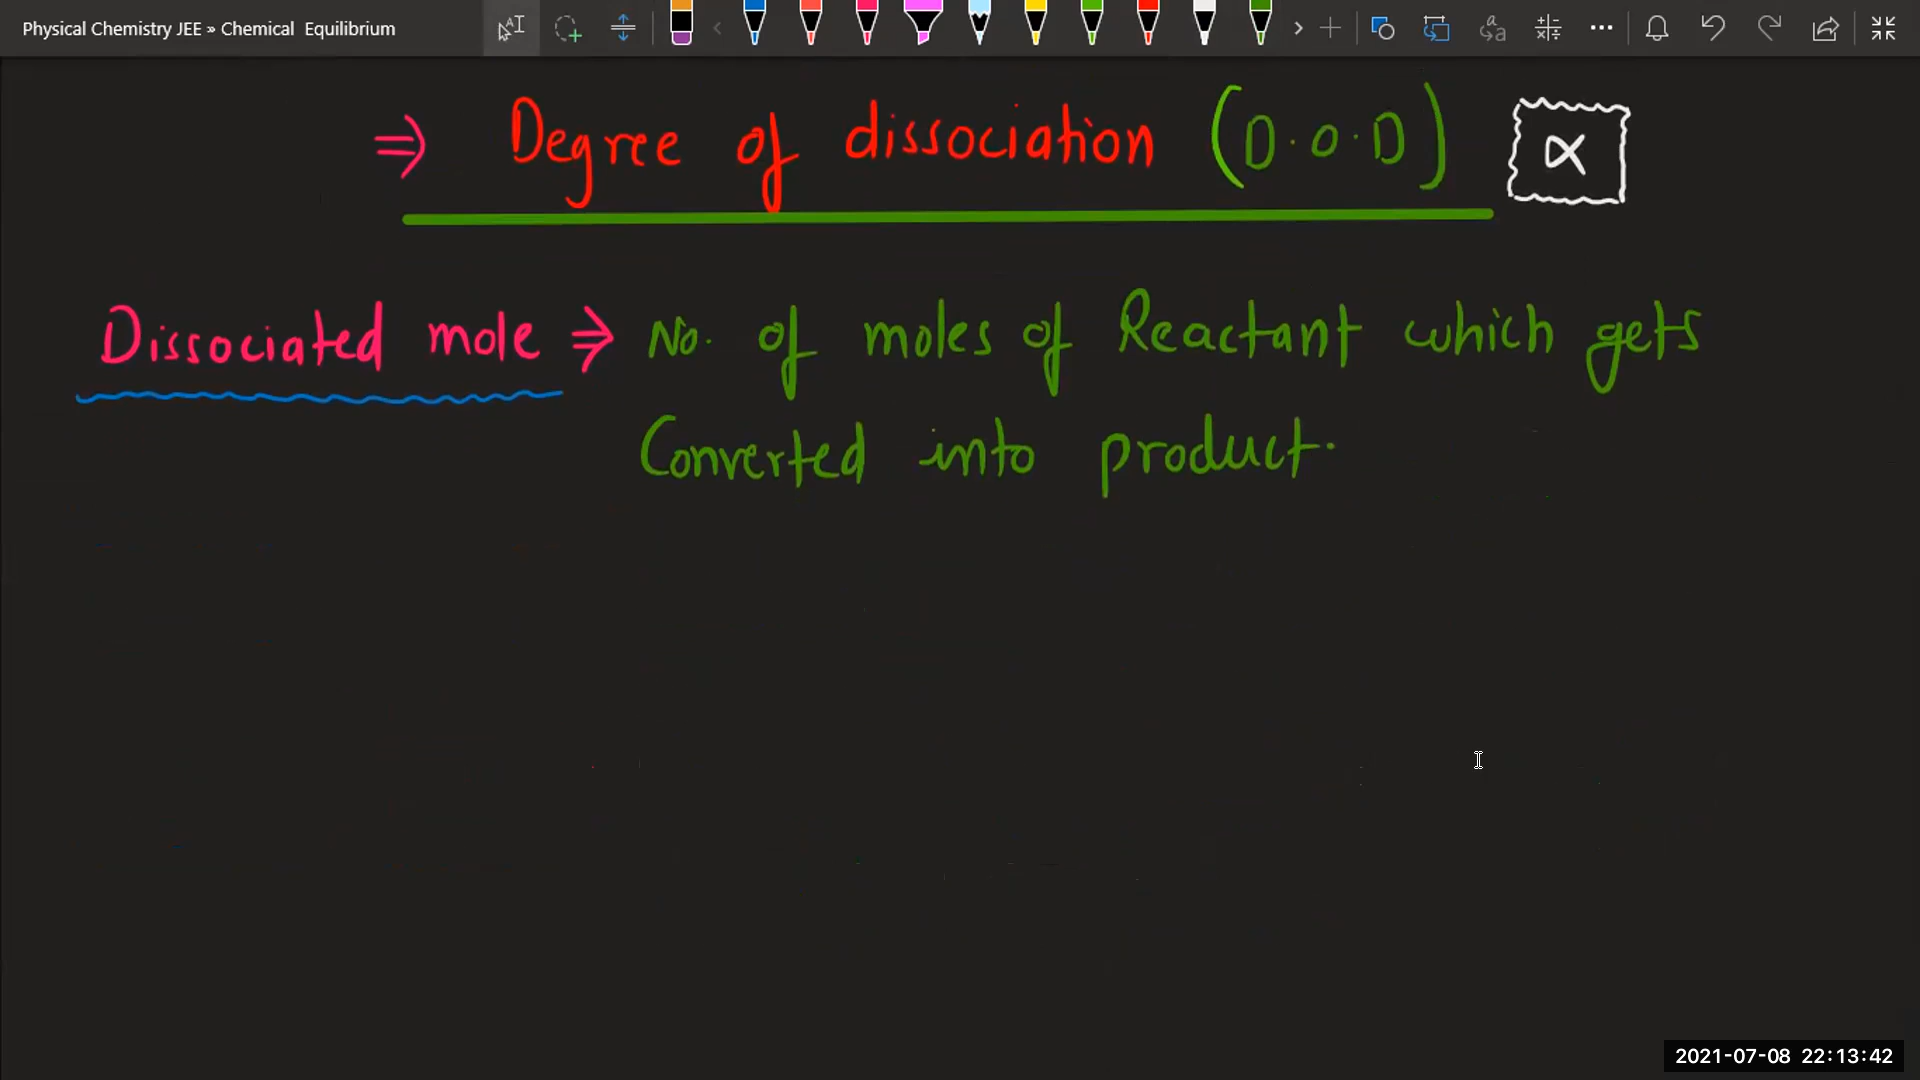 Physical Chemistry JEE » Chemical Equilibrium
⇒ Degree of dissociation (D.O.D) α
Dissociated mole ⇒ No. of moles of Reactant which gets
Converted into product.
2021-07-08 22:13:42